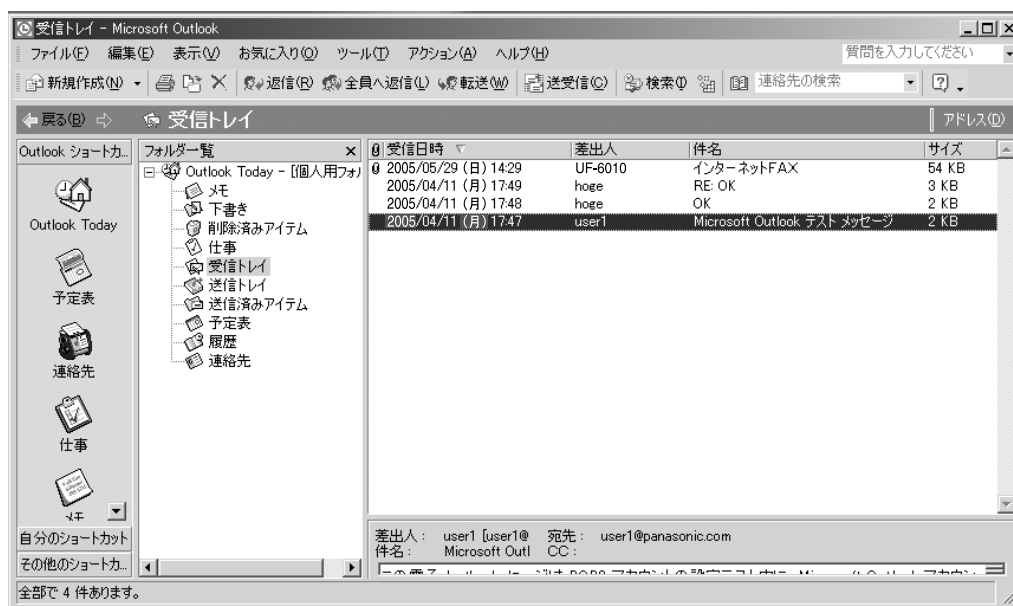 受信トレイ - Microsoft Outlook
ファイル(F) 編集(E) 表示(V) お気に入り(O) ツール(T) アクション(A) ヘルプ(H) 質問を入力してください
新規作成(N) 返信(R) 全員へ返信(L) 転送(W) 送受信(C) 検索(I) 連絡先の検索
戻る(B) 受信トレイ アドレス(D)
Outlook ショートカ...
Outlook Today
予定表
連絡先
仕事
メモ
自分のショートカット
その他のショートカ...
フォルダ一覧
Outlook Today - [個人用フォル
メモ
下書き
削除済みアイテム
仕事
受信トレイ
送信トレイ
送信済みアイテム
予定表
履歴
連絡先
受信日時 差出人 件名 サイズ
2005/05/29 (日) 14:29 UF-6010 インターネットFAX 54 KB
2005/04/11 (月) 17:49 hoge RE: OK 3 KB
2005/04/11 (月) 17:48 hoge OK 2 KB
2005/04/11 (月) 17:47 user1 Microsoft Outlook テスト メッセージ 2 KB
差出人: user1 [user1@ 宛先: user1@panasonic.com
件名: Microsoft Outl CC:
全部で 4 件あります。